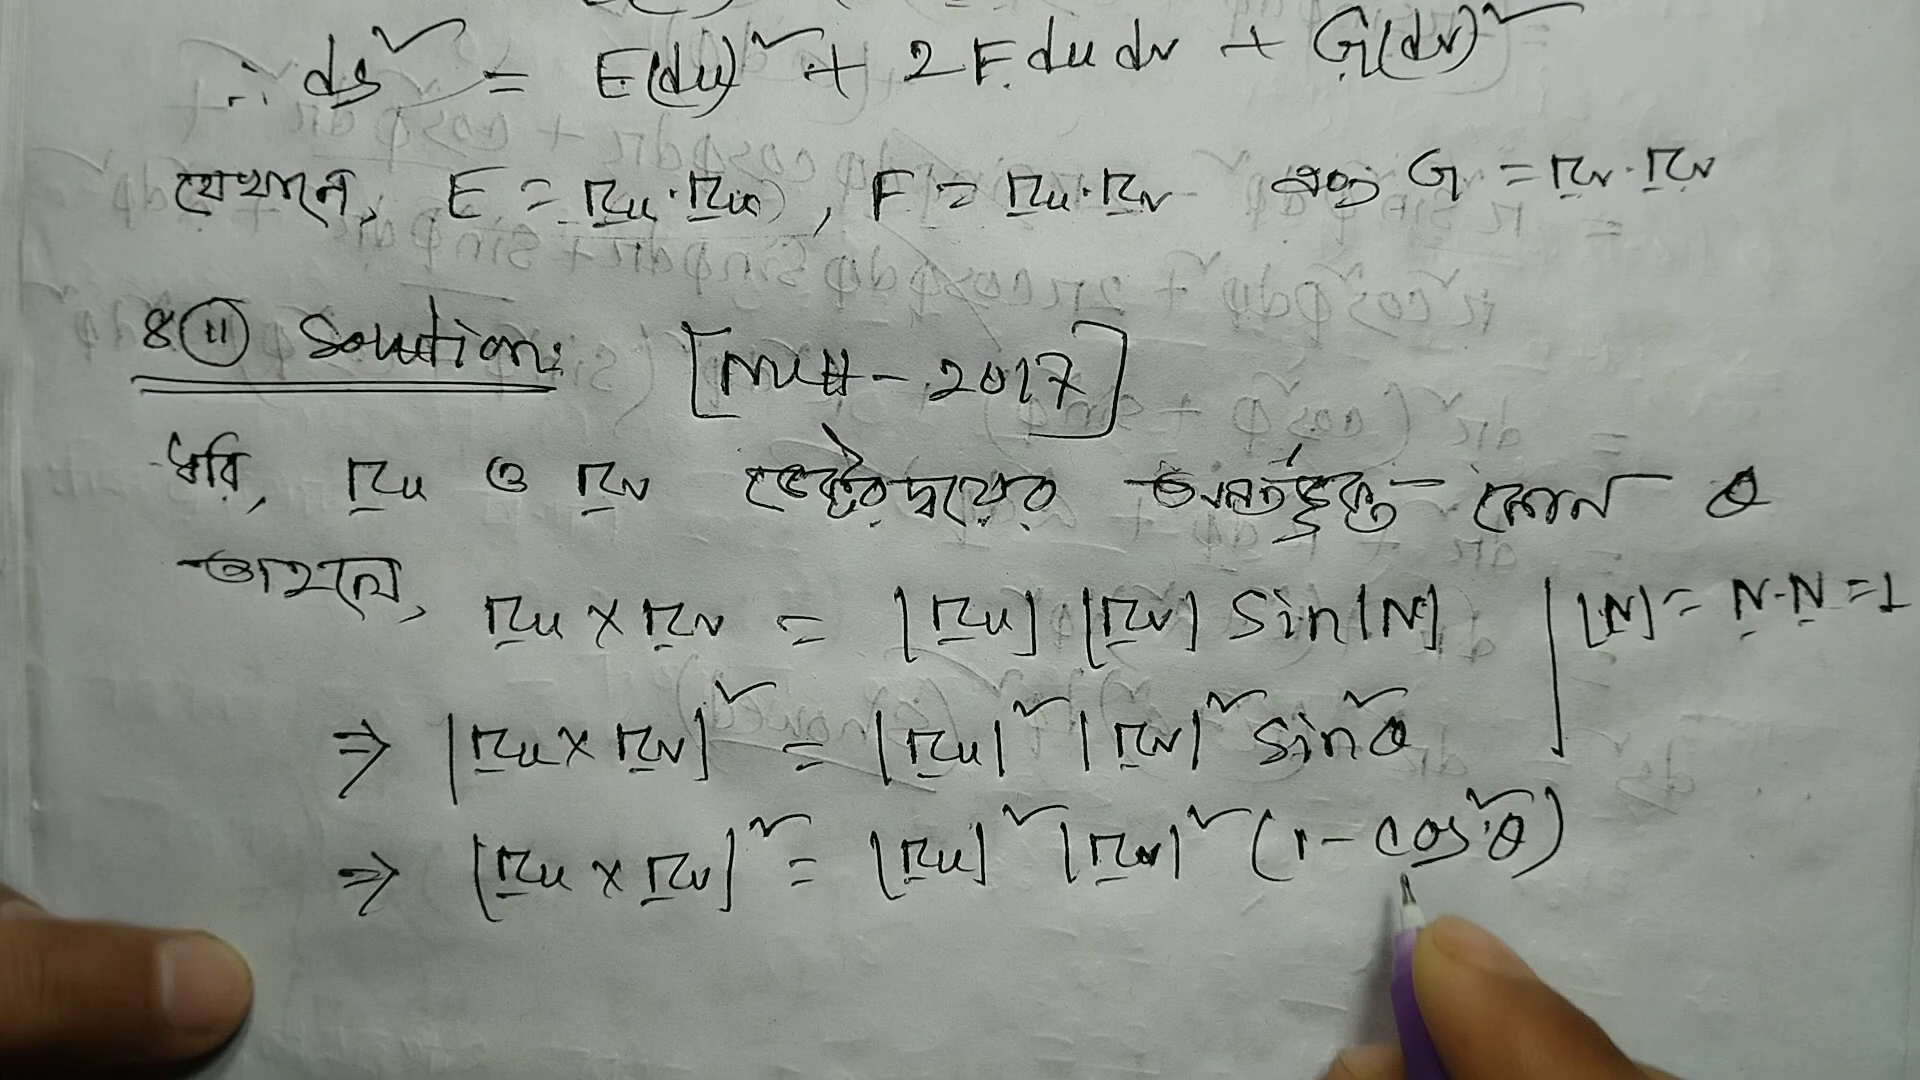 ∴ ds² = E(du)² + 2F du dv + G(dv)²
যেখানে, E = r̲u · r̲u , F = r̲u · r̲v এবং G = r̲v · r̲v
8 (ii) Solution: [NUH-2017]
ধরি, r̲u ও r̲v ভেক্টরদ্বয়ের অন্তর্ভুক্ত কোন θ
তাহলে, r̲u × r̲v = |r̲u| |r̲v| Sin|N̲| | |N̲| = N̲·N̲ = 1
⇒ |r̲u × r̲v|² = |r̲u|² |r̲v|² Sin²θ
⇒ |r̲u × r̲v|² = |r̲u|² |r̲v|² (1 - cos²θ)